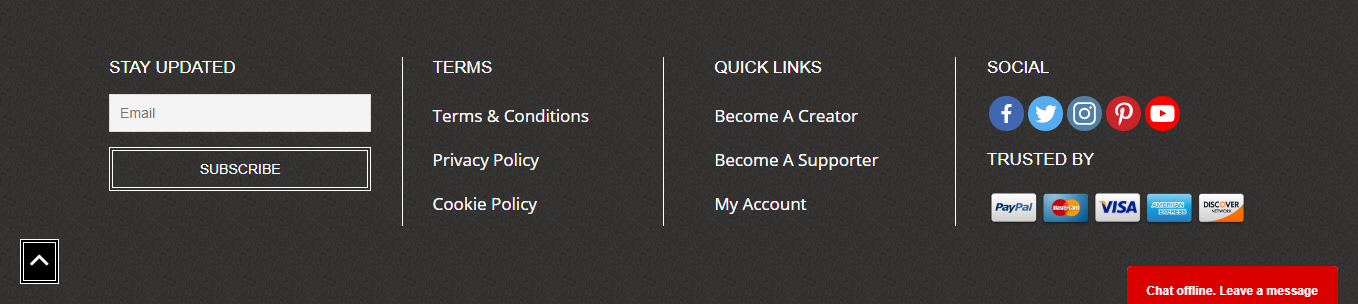 STAY UPDATED
Email
SUBSCRIBE
TERMS
Terms & Conditions
Privacy Policy
Cookie Policy
QUICK LINKS
Become A Creator
Become A Supporter
My Account
SOCIAL
TRUSTED BY
PayPal MasterCard VISA AMERICAN EXPRESS DISCOVER NETWORK
Chat offline. Leave a message